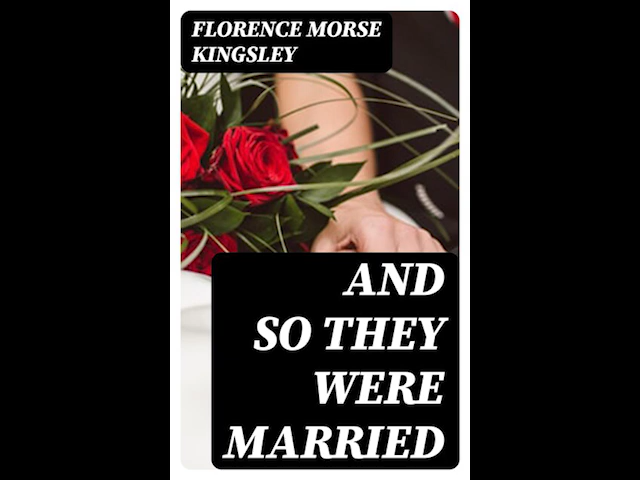 FLORENCE MORSE
KINGSLEY
AND
SO THEY
WERE
MARRIED